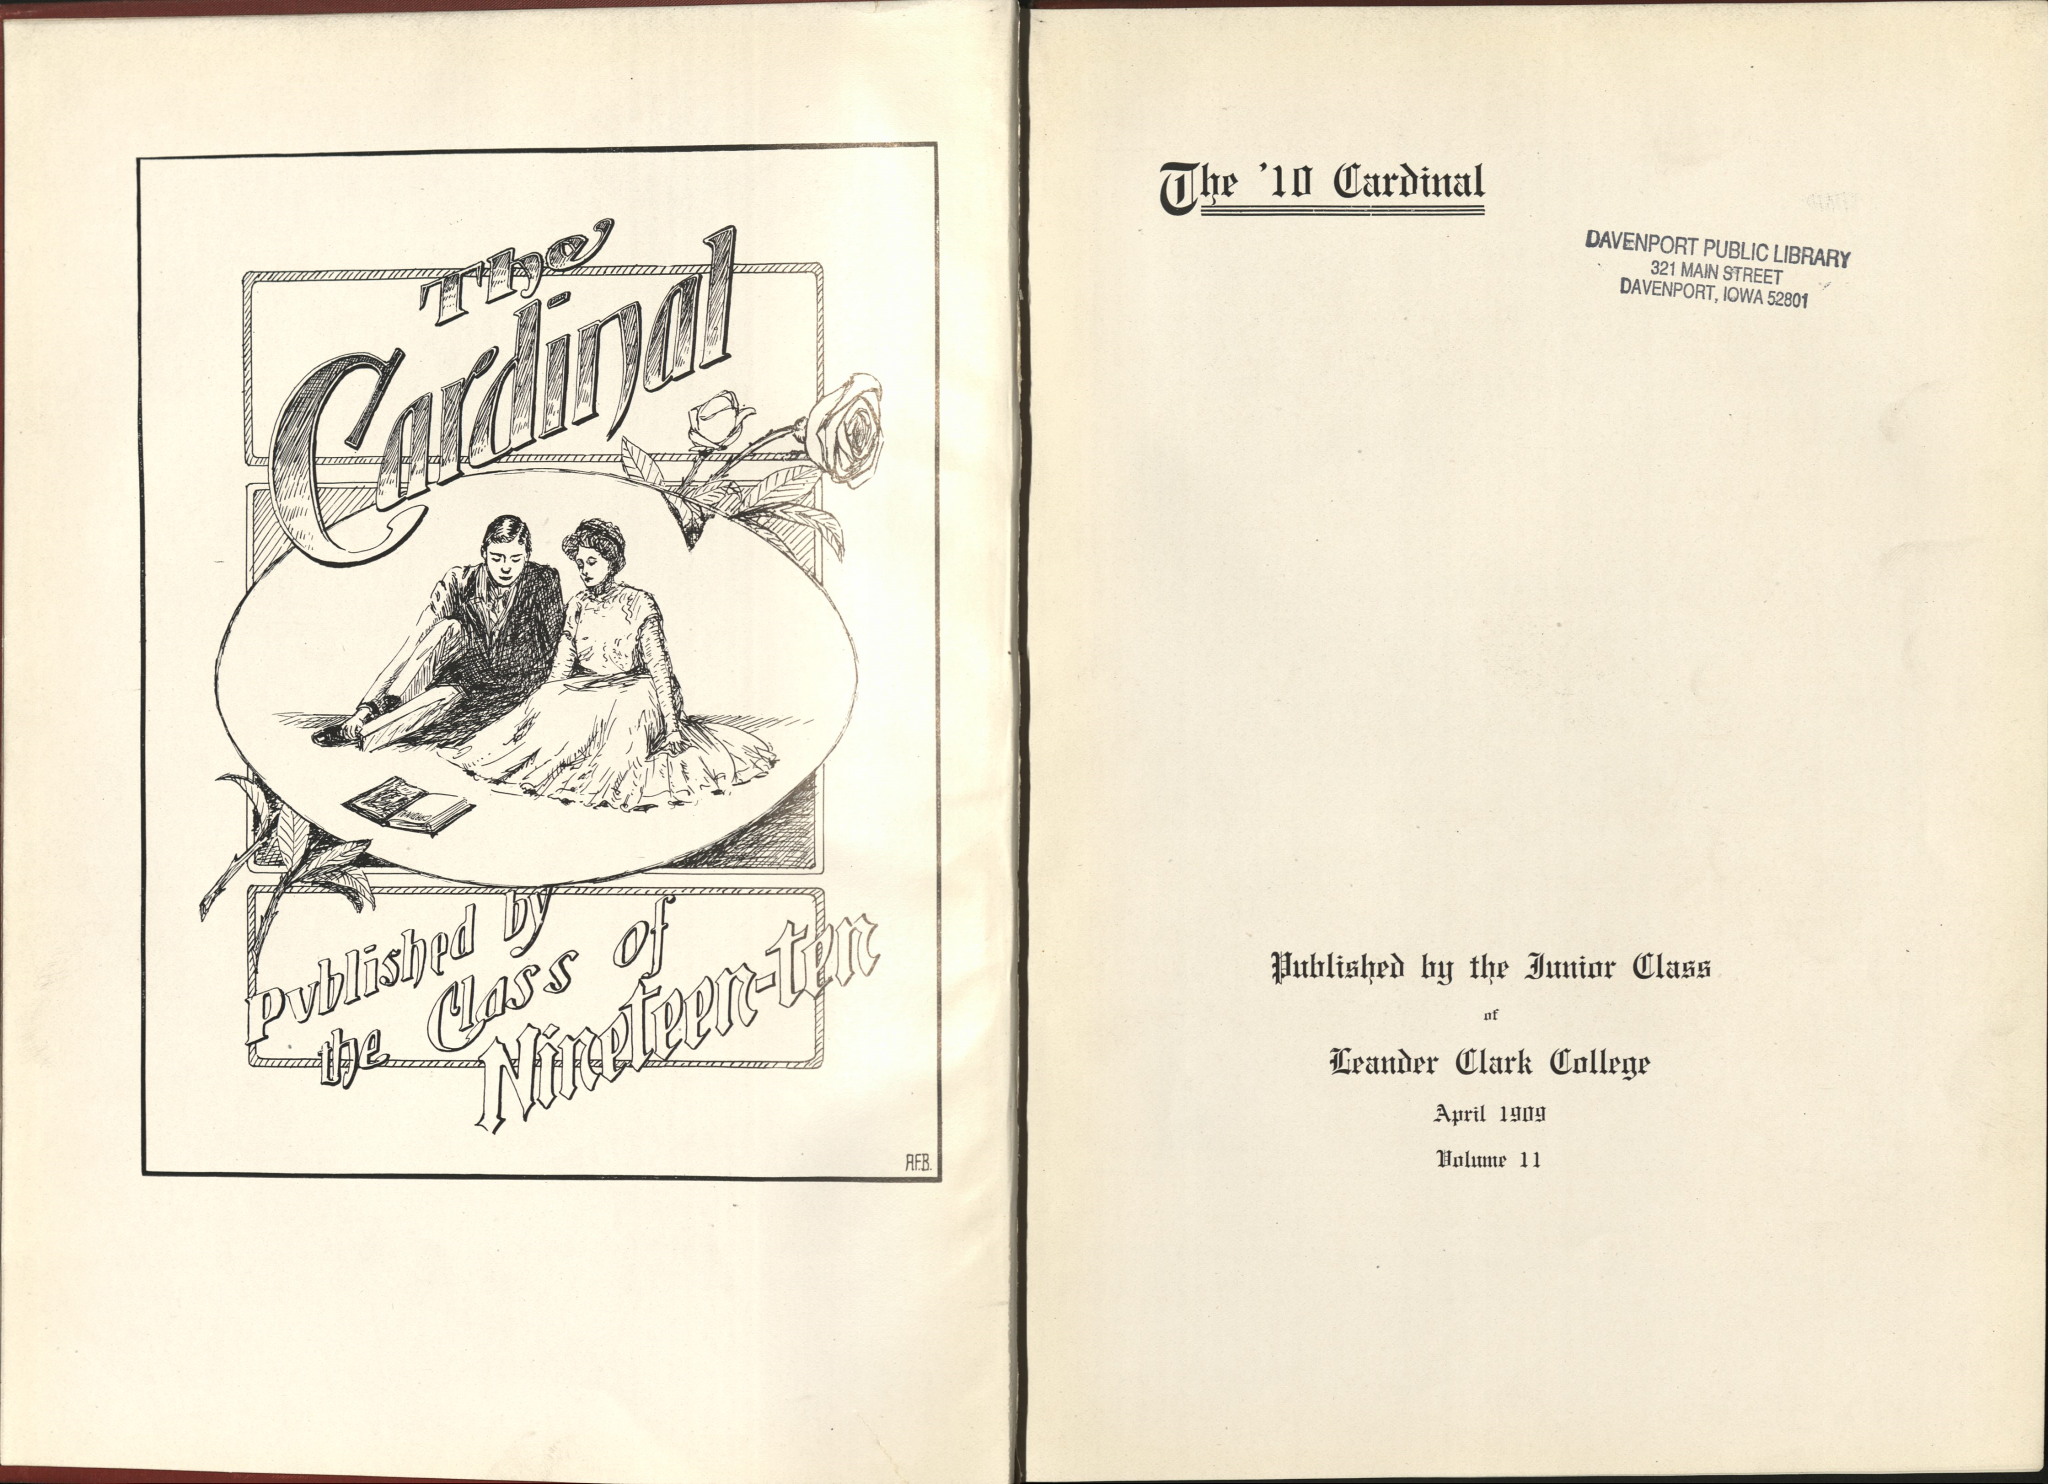 The
Cardinal
Published by
the Class of
Nineteen-ten
A.F.B.
The '10 Cardinal
DAVENPORT PUBLIC LIBRARY
321 MAIN STREET
DAVENPORT, IOWA 52801
Published by the Junior Class
of
Leander Clark College
April 1909
Volume 11